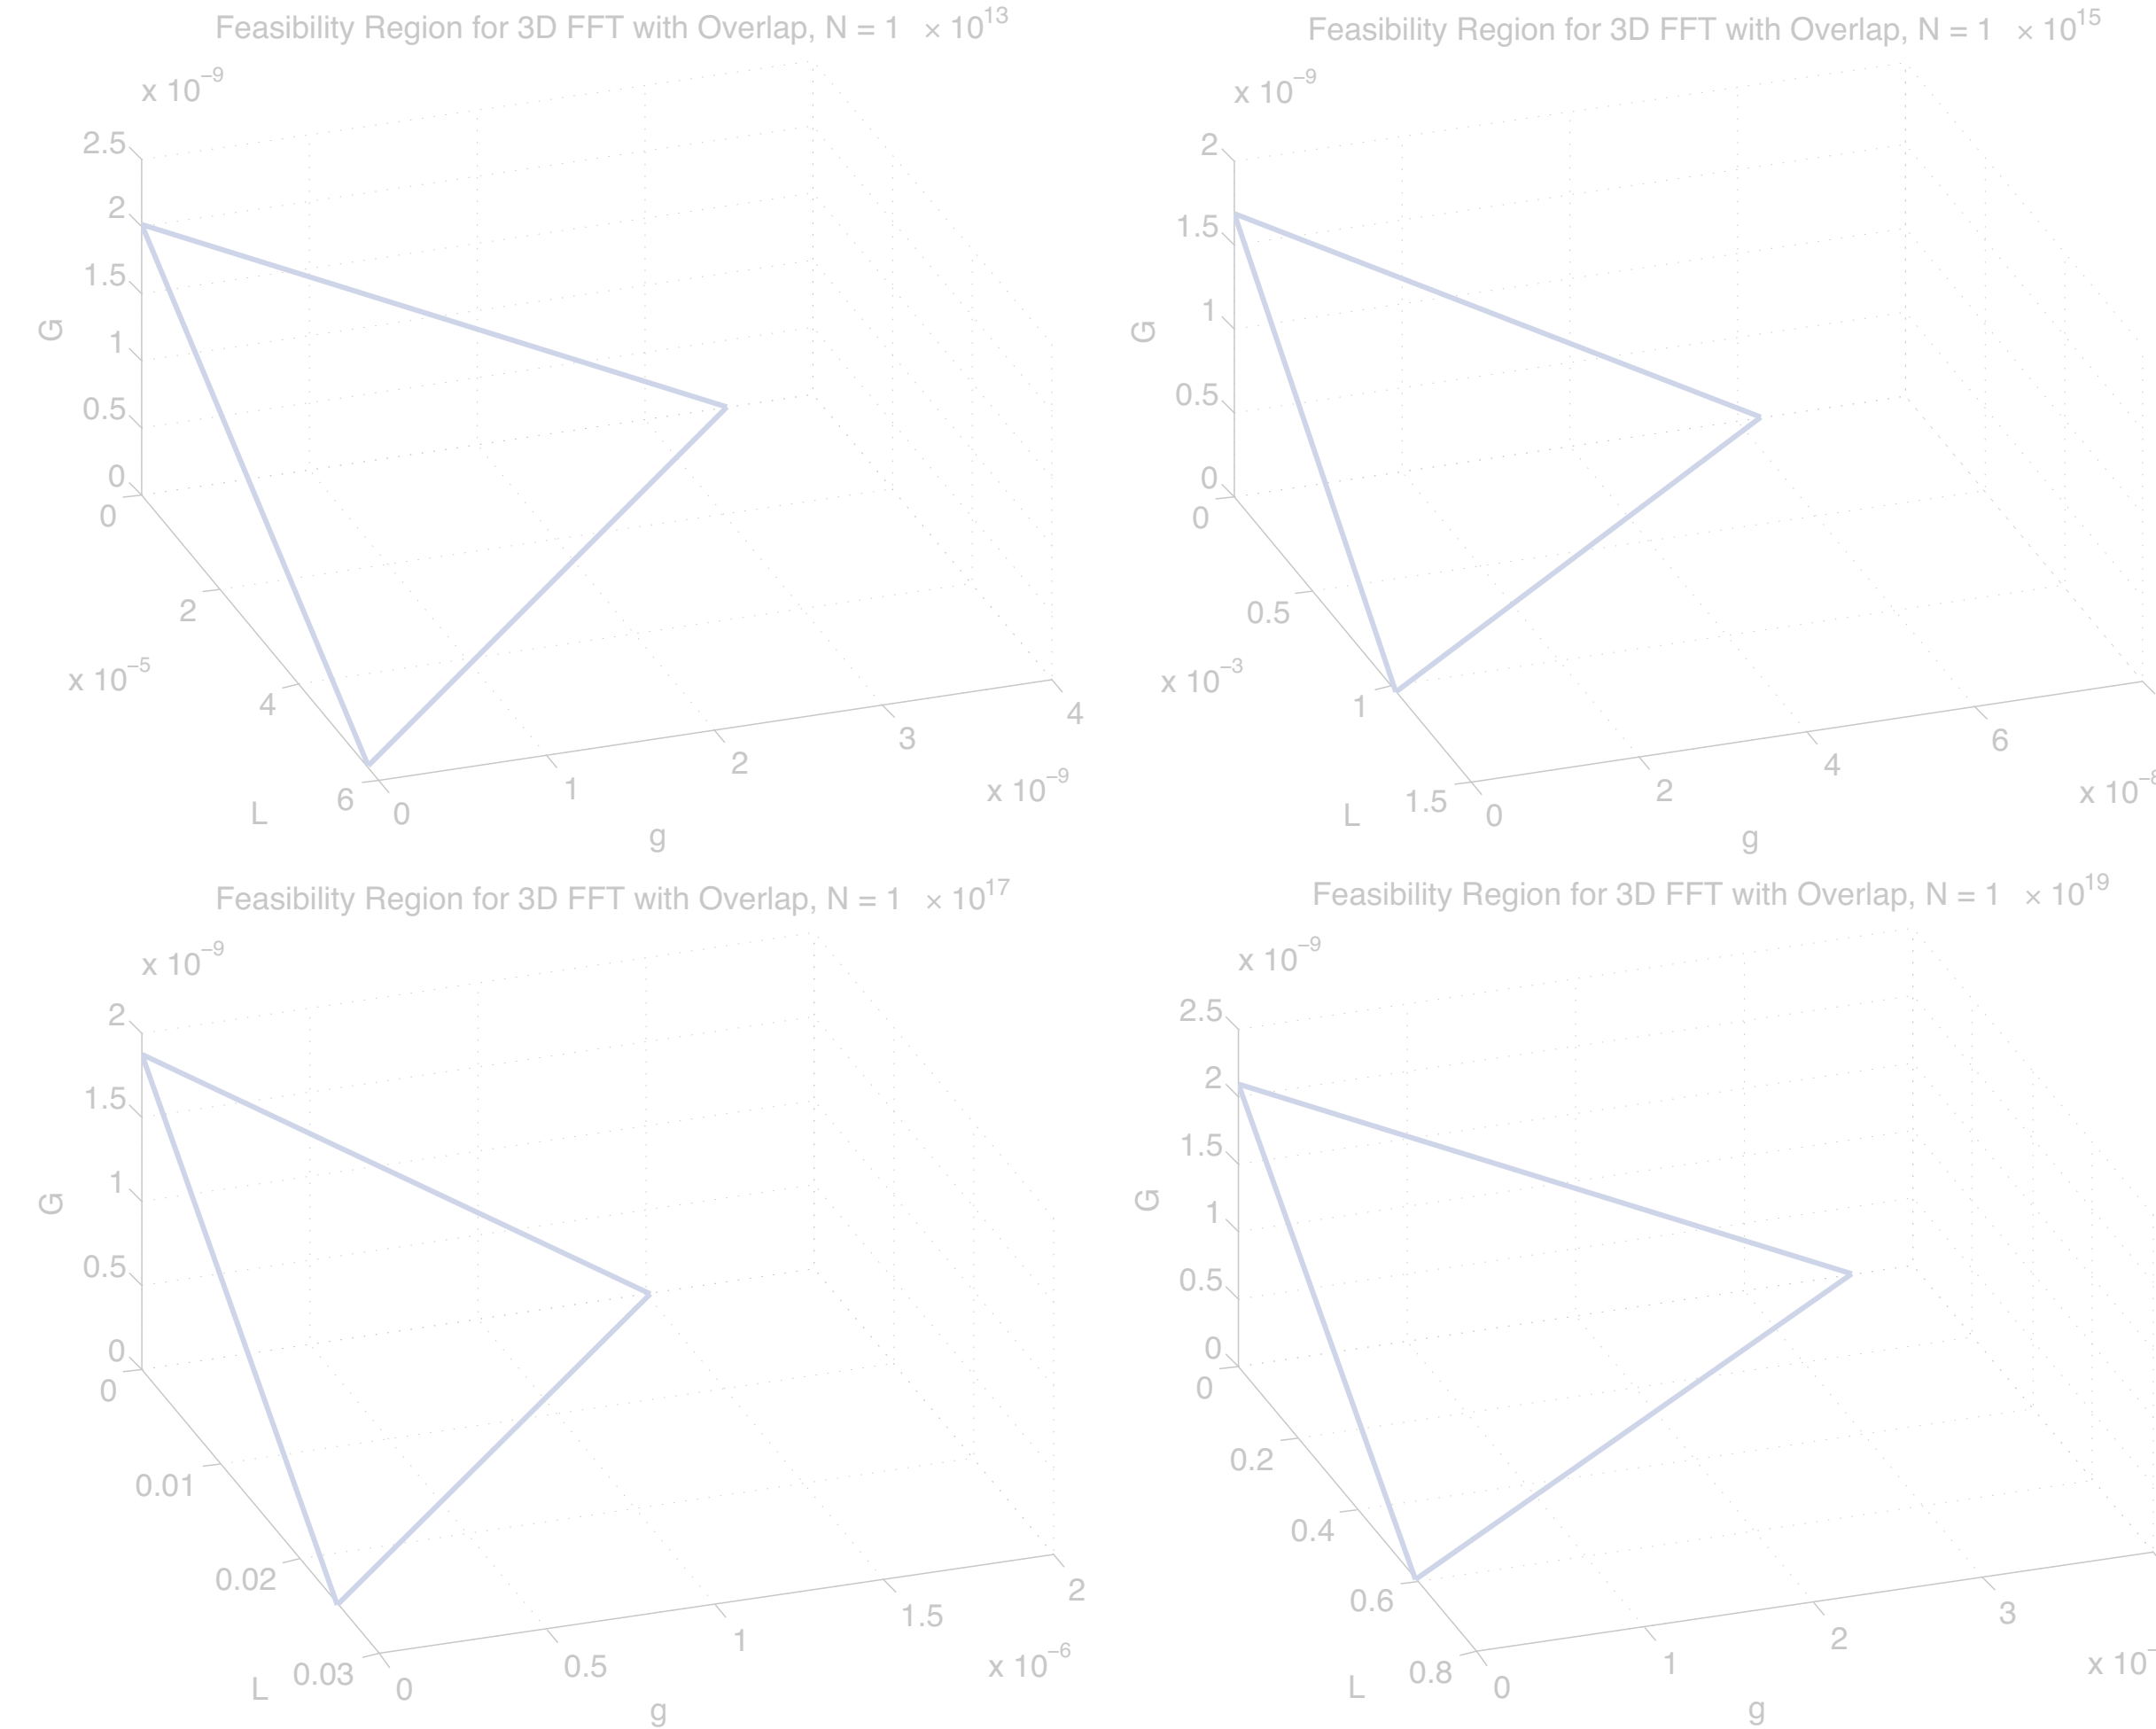 Feasibility Region for 3D FFT with Overlap, N = 1 × 10^13
x 10^−9
2.5
2
1.5
1
0.5
0
G
0
2
4
6
x 10^−5
L
0
1
2
3
4
x 10^−9
g
Feasibility Region for 3D FFT with Overlap, N = 1 × 10^15
x 10^−9
2
1.5
1
0.5
0
G
0
0.5
1
1.5
x 10^−3
L
0
2
4
6
x 10^−8
g
Feasibility Region for 3D FFT with Overlap, N = 1 × 10^17
x 10^−9
2
1.5
1
0.5
0
G
0
0.01
0.02
0.03
L
0
0.5
1
1.5
2
x 10^−6
g
Feasibility Region for 3D FFT with Overlap, N = 1 × 10^19
x 10^−9
2.5
2
1.5
1
0.5
0
G
0
0.2
0.4
0.6
0.8
L
0
1
2
3
x 10^−
g